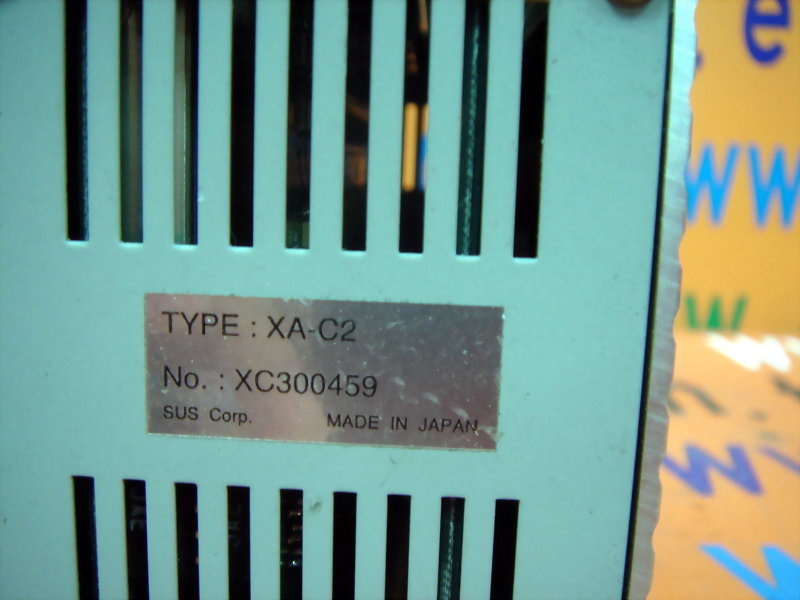 TYPE : XA-C2
No. : XC300459
SUS Corp. MADE IN JAPAN